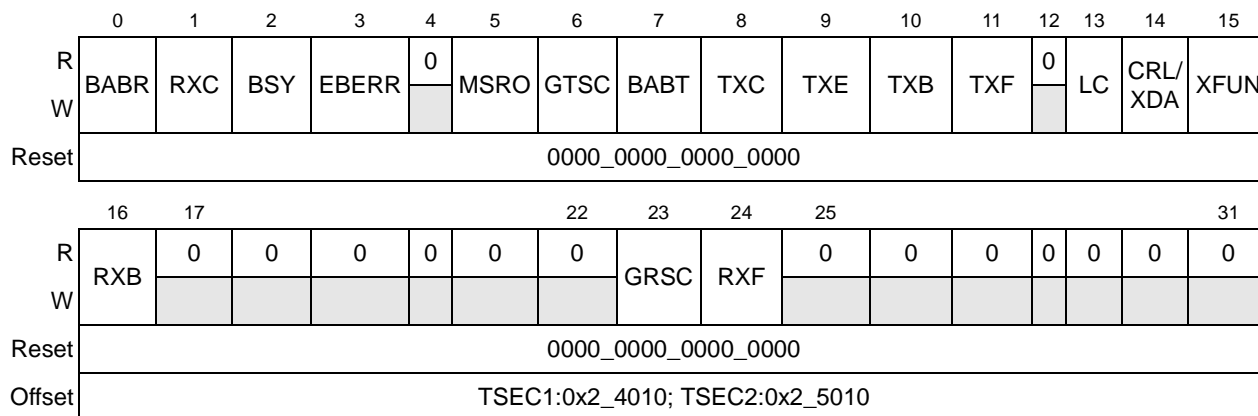 0 1 2 3 4 5 6 7 8 9 10 11 12 13 14 15
R BABR RXC BSY EBERR 0 MSRO GTSC BABT TXC TXE TXB TXF 0 LC CRL/ XDA XFUN
W
Reset 0000_0000_0000_0000
16 17 22 23 24 25 31
R RXB 0 0 0 0 0 0 GRSC RXF 0 0 0 0 0 0 0
W
Reset 0000_0000_0000_0000
Offset TSEC1:0x2_4010; TSEC2:0x2_5010